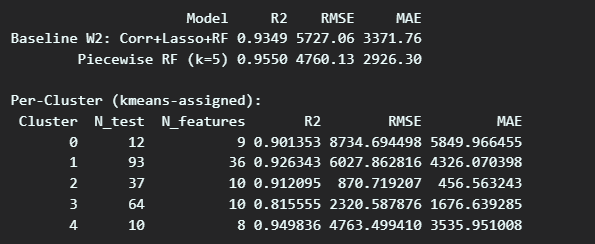 Model R2 RMSE MAE
Baseline W2: Corr+Lasso+RF 0.9349 5727.06 3371.76
Piecewise RF (k=5) 0.9550 4760.13 2926.30
Per-Cluster (kmeans-assigned):
Cluster N_test N_features R2 RMSE MAE
0 12 9 0.901353 8734.694498 5849.966455
1 93 36 0.926343 6027.862816 4326.070398
2 37 10 0.912095 870.719207 456.563243
3 64 10 0.815555 2320.587876 1676.639285
4 10 8 0.949836 4763.499410 3535.951008